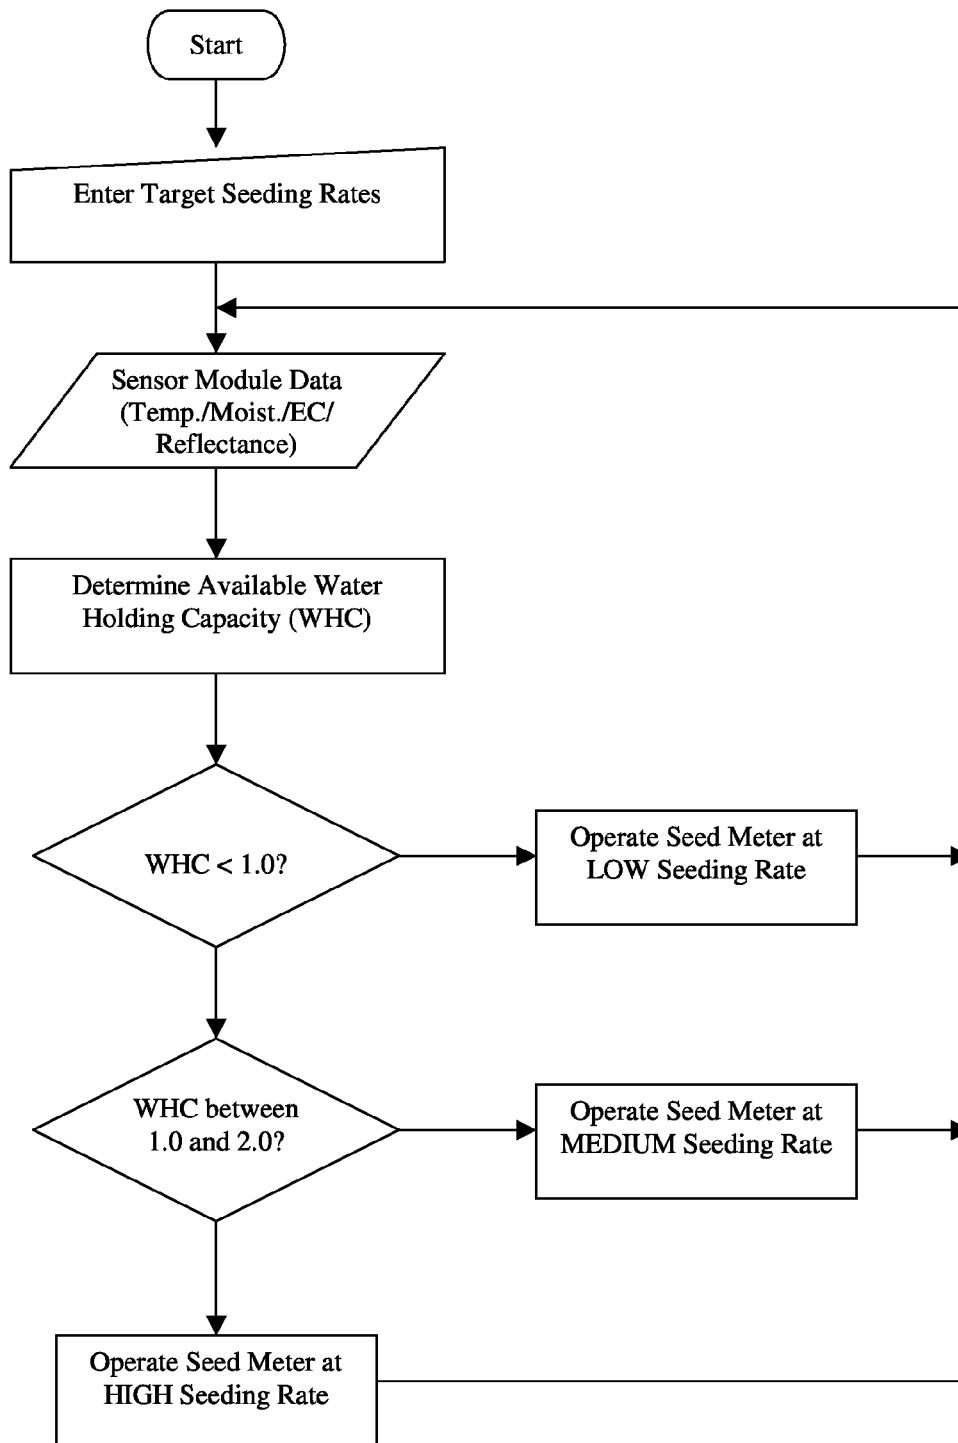 Start
Enter Target Seeding Rates
Sensor Module Data
(Temp./Moist./EC/
Reflectance)
Determine Available Water
Holding Capacity (WHC)
WHC < 1.0?
Operate Seed Meter at
LOW Seeding Rate
WHC between
1.0 and 2.0?
Operate Seed Meter at
MEDIUM Seeding Rate
Operate Seed Meter at
HIGH Seeding Rate